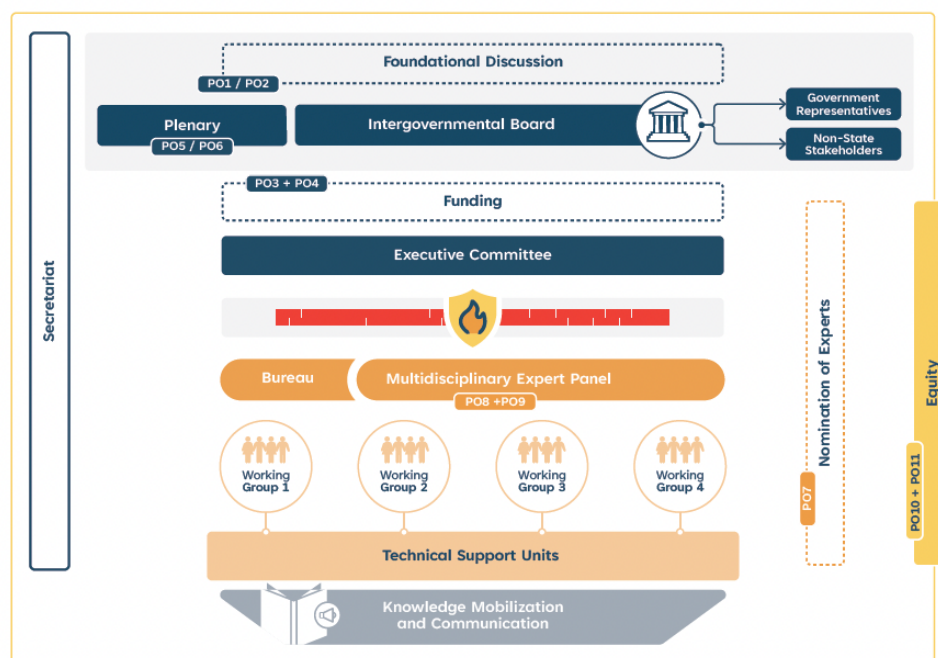 Secretariat
Foundational Discussion
PO1 / PO2
Plenary
PO5 / PO6
Intergovernmental Board
Government
Representatives
Non-State
Stakeholders
PO3 + PO4
Funding
Executive Committee
Bureau
Multidisciplinary Expert Panel
PO8 +PO9
Working
Group 1
Working
Group 2
Working
Group 3
Working
Group 4
Technical Support Units
Knowledge Mobilization
and Communication
Nomination of Experts
PO7
Equity
PO10 + PO11